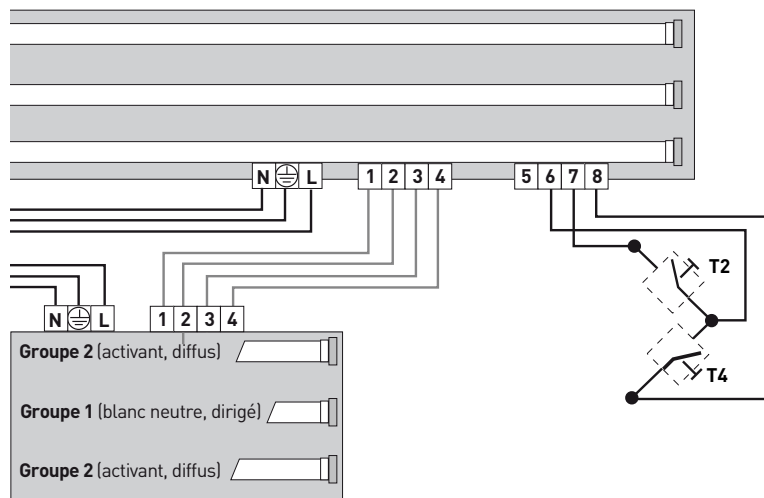 N L 1 2 3 4 5 6 7 8
T2
N L 1 2 3 4
Groupe 2 (activant, diffus)
T4
Groupe 1 (blanc neutre, dirigé)
Groupe 2 (activant, diffus)